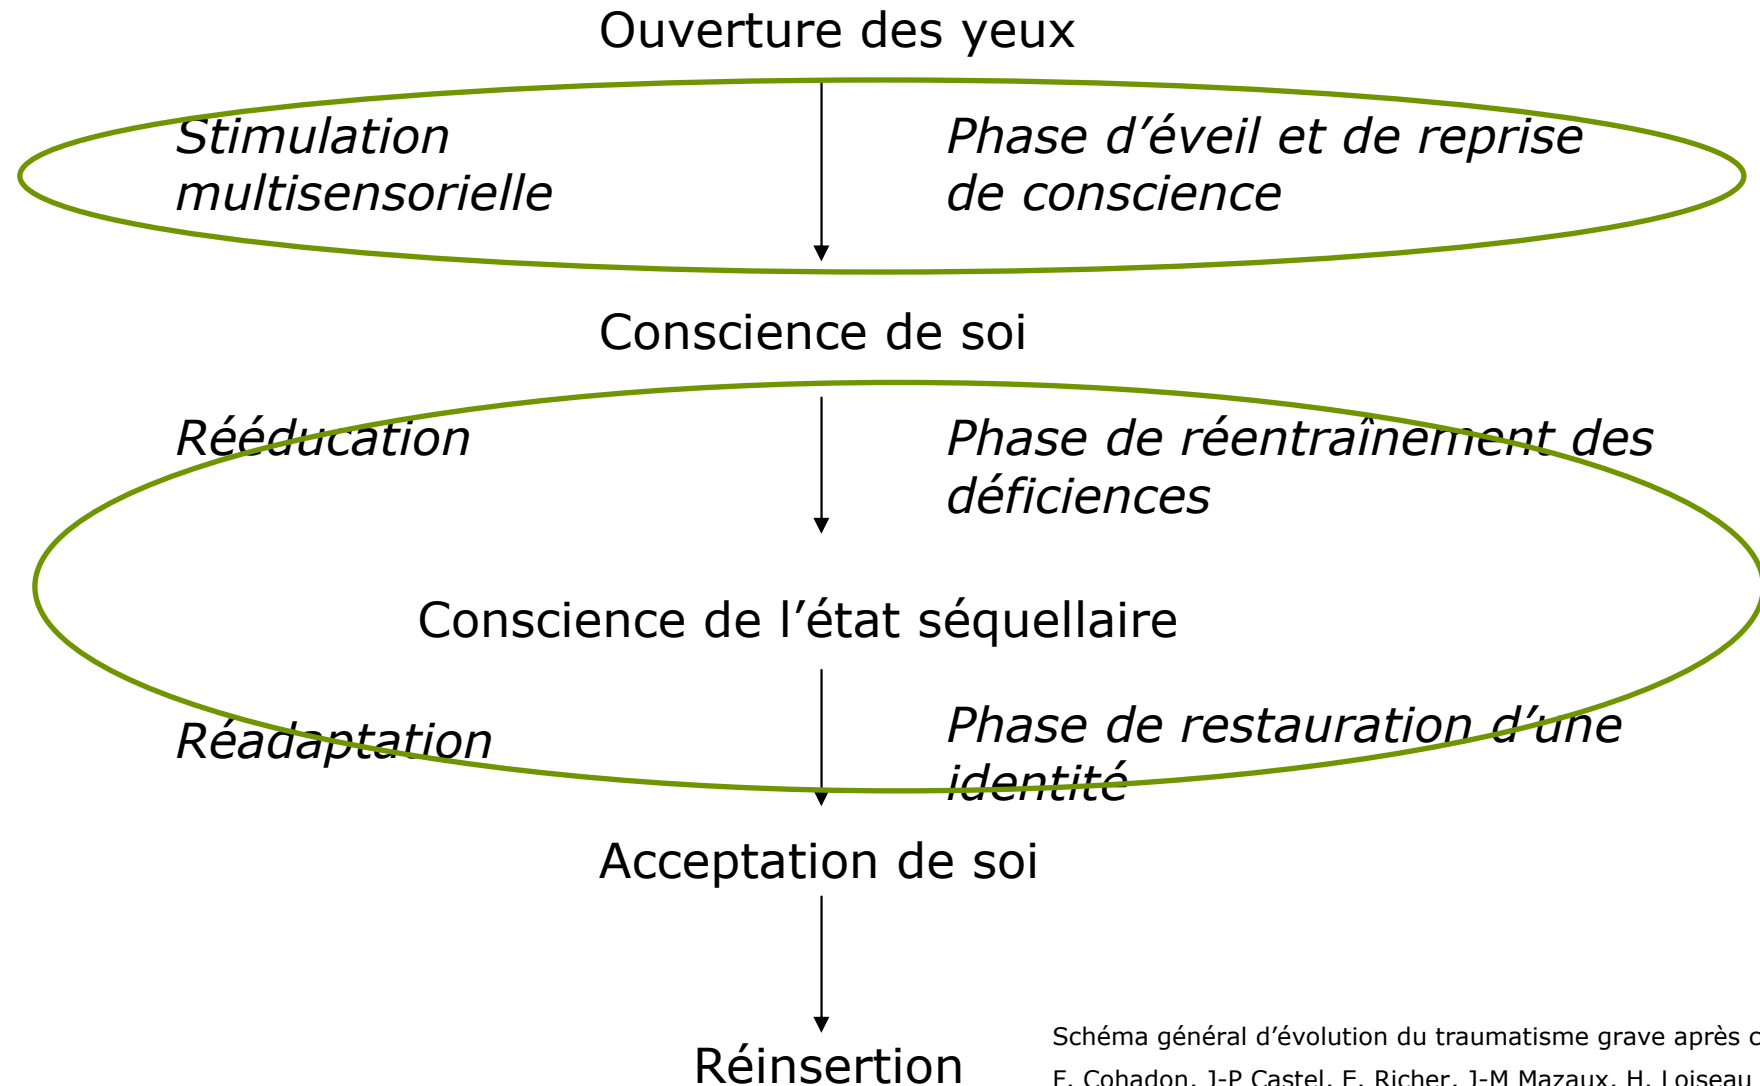 Ouverture des yeux
Stimulation
multisensorielle
Phase d'éveil et de reprise
de conscience
Conscience de soi
Rééducation
Phase de réentraînement des
déficiences
Conscience de l'état séquellaire
Réadaptation
Phase de restauration d'une
identité
Acceptation de soi
Réinsertion
Schéma général d'évolution du traumatisme grave après
F. Cohadon, J-P Castel, E. Richer, J-M Mazaux, H. Loiseau